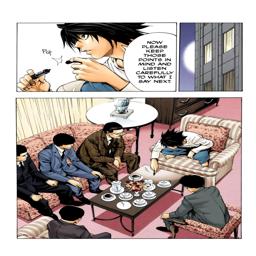 NOW
PLEASE
KEEP
THOSE
POINTS IN
MIND AND
LISTEN
CAREFULLY
TO WHAT I
SAY NEXT.